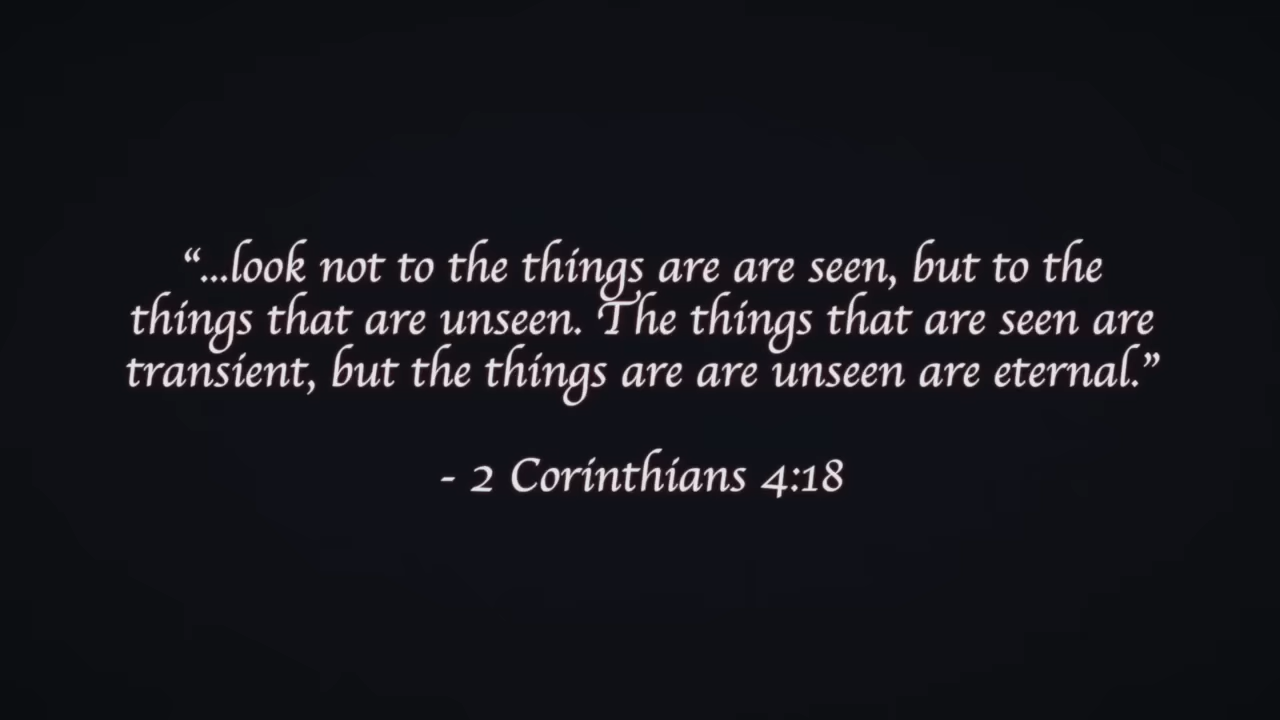 “...look not to the things are are seen, but to the
things that are unseen. The things that are seen are
transient, but the things are are unseen are eternal.”
- 2 Corinthians 4:18